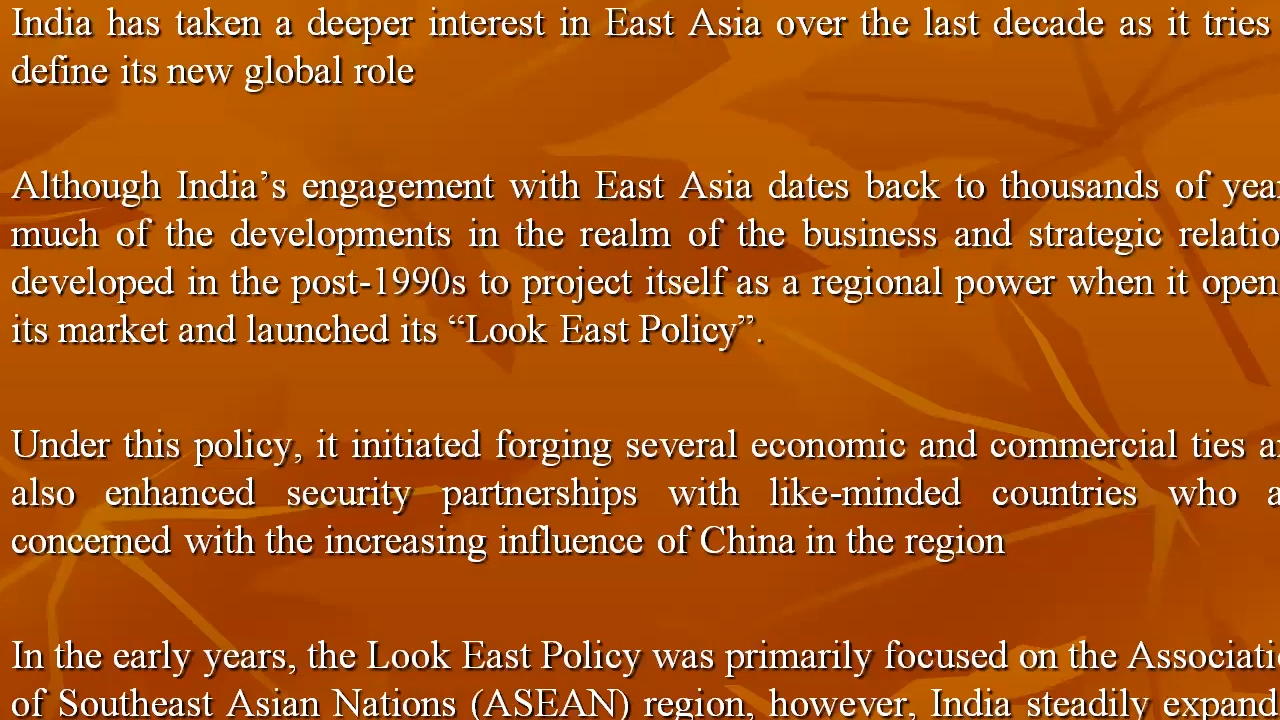 India has taken a deeper interest in East Asia over the last decade as it tries
define its new global role
Although India’s engagement with East Asia dates back to thousands of
much of the developments in the realm of the business and strategic
developed in the post-1990s to project itself as a regional power when it
its market and launched its “Look East Policy”.
Under this policy, it initiated forging several economic and commercial ties
also enhanced security partnerships with like-minded countries who
concerned with the increasing influence of China in the region
In the early years, the Look East Policy was primarily focused on the
of Southeast Asian Nations (ASEAN) region, however, India steadily